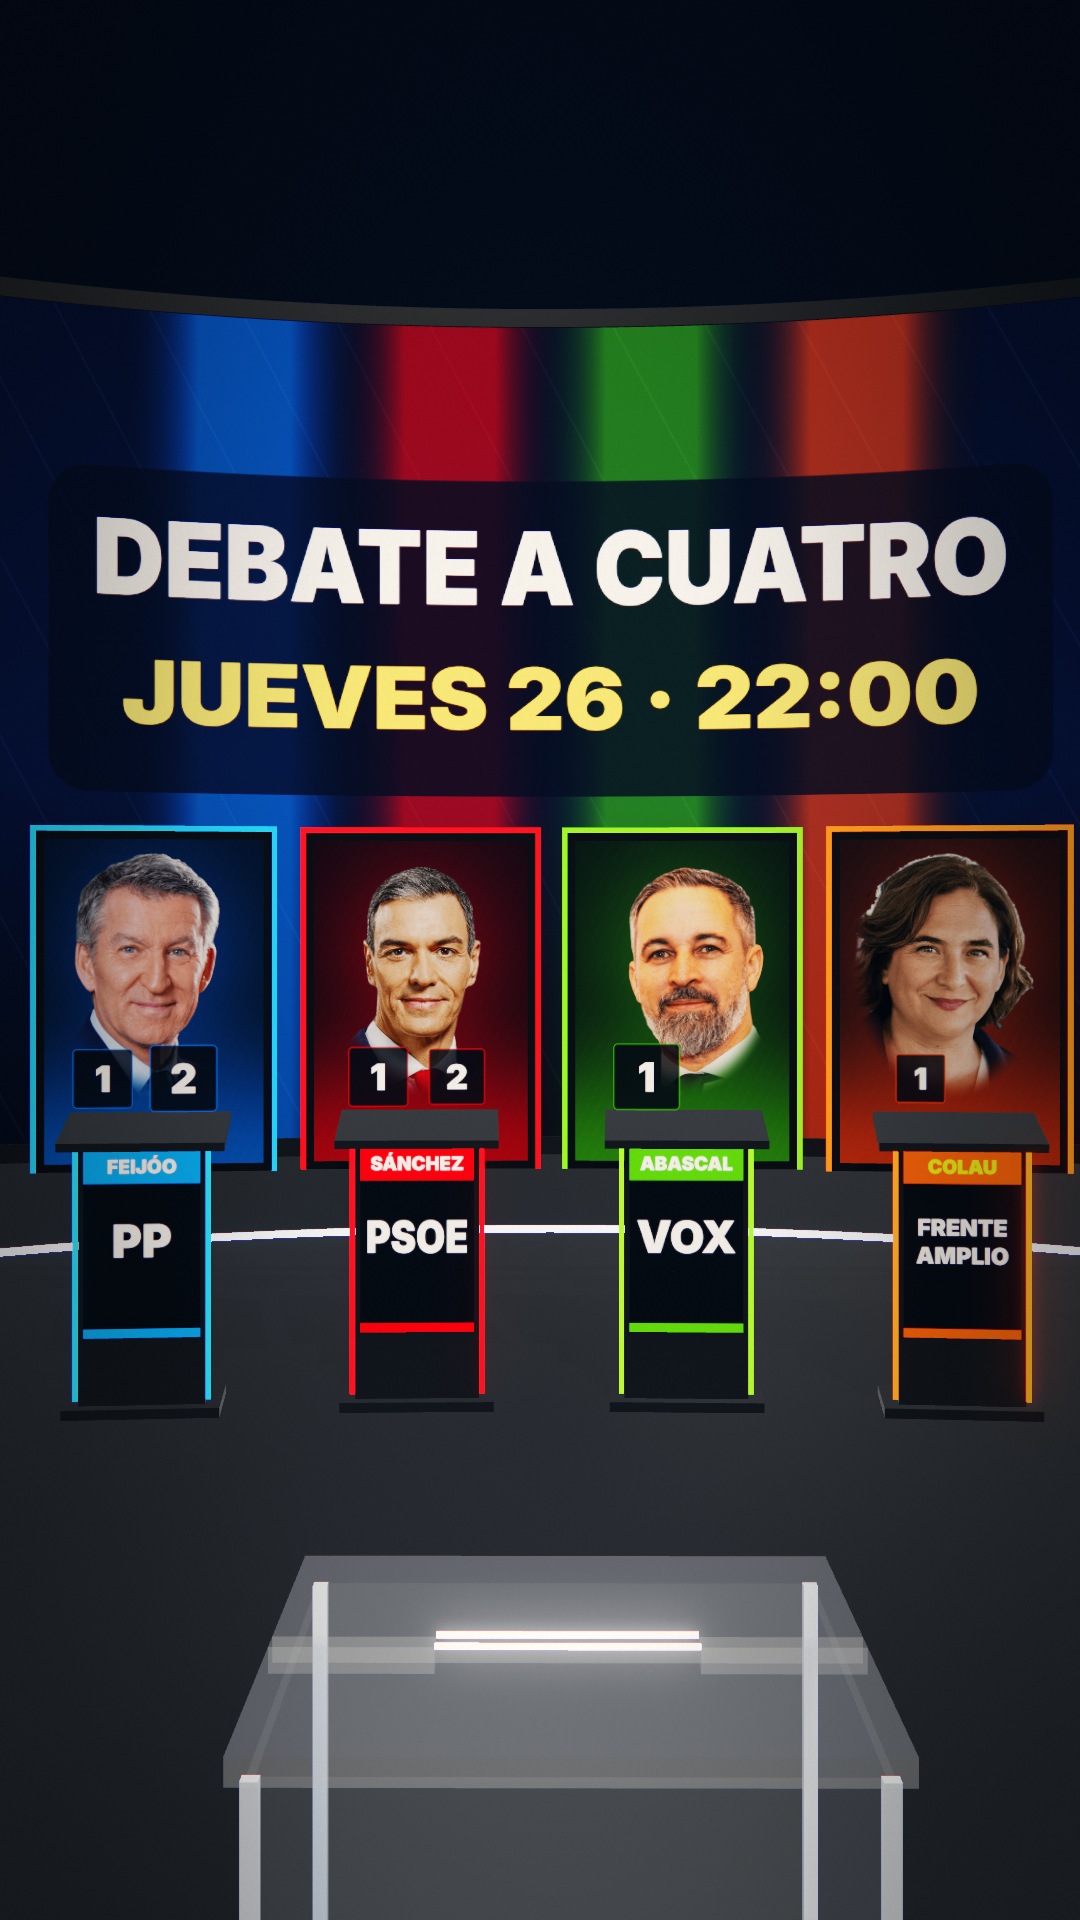 DEBATE A CUATRO
JUEVES 26 · 22:00
1 2
1 2
1
1
FEIJÓO
PP
SÁNCHEZ
PSOE
ABASCAL
VOX
COLAU
FRENTE
AMPLIO